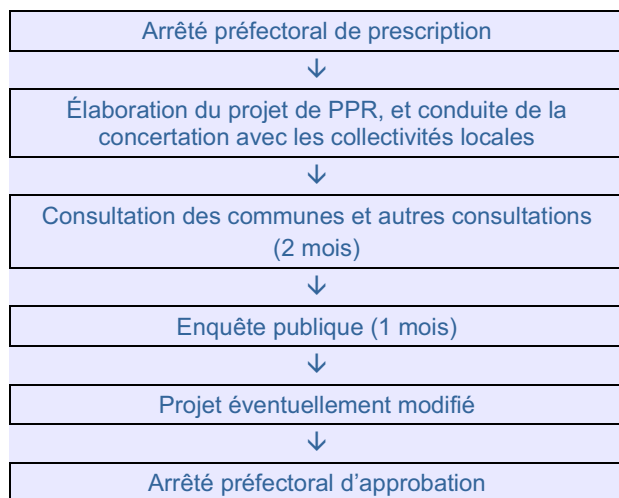 Arrêté préfectoral de prescription
↓
Élaboration du projet de PPR, et conduite de la
concertation avec les collectivités locales
↓
Consultation des communes et autres consultations
(2 mois)
↓
Enquête publique (1 mois)
↓
Projet éventuellement modifié
↓
Arrêté préfectoral d’approbation